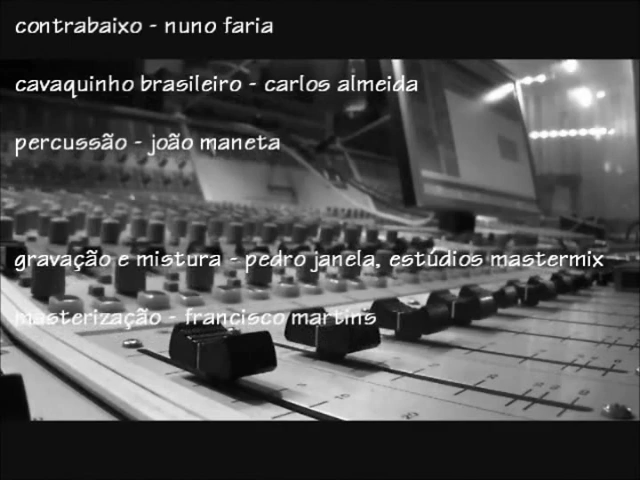 contrabaixo - nuno faria
cavaquinho brasileiro - carlos almeida
percussão - joão maneta
gravação e mistura - pedro janela, estúdios mastermix
masterização - francisco martins